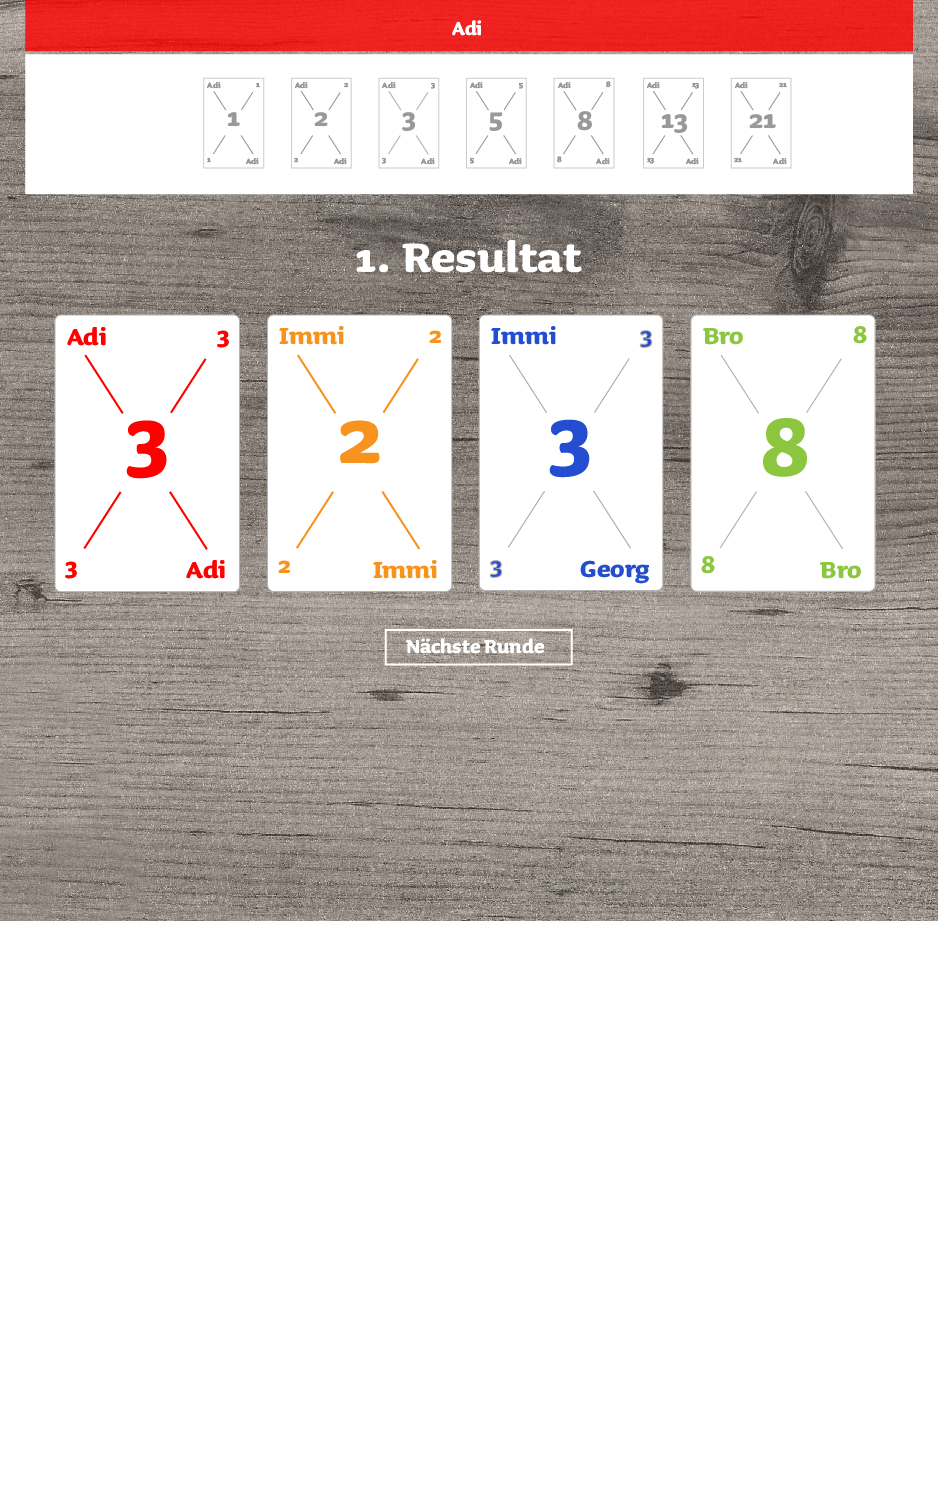 Adi
Adi 1
1
1 Adi
Adi 2
2
2 Adi
Adi 3
3
3 Adi
Adi 5
5
5 Adi
Adi 8
8
8 Adi
Adi 13
13
13 Adi
Adi 21
21
21 Adi
1. Resultat
Adi 3
3
3 Adi
Immi 2
2
2 Immi
Immi 3
3
3 Georg
Bro 8
8
8 Bro
Nächste Runde